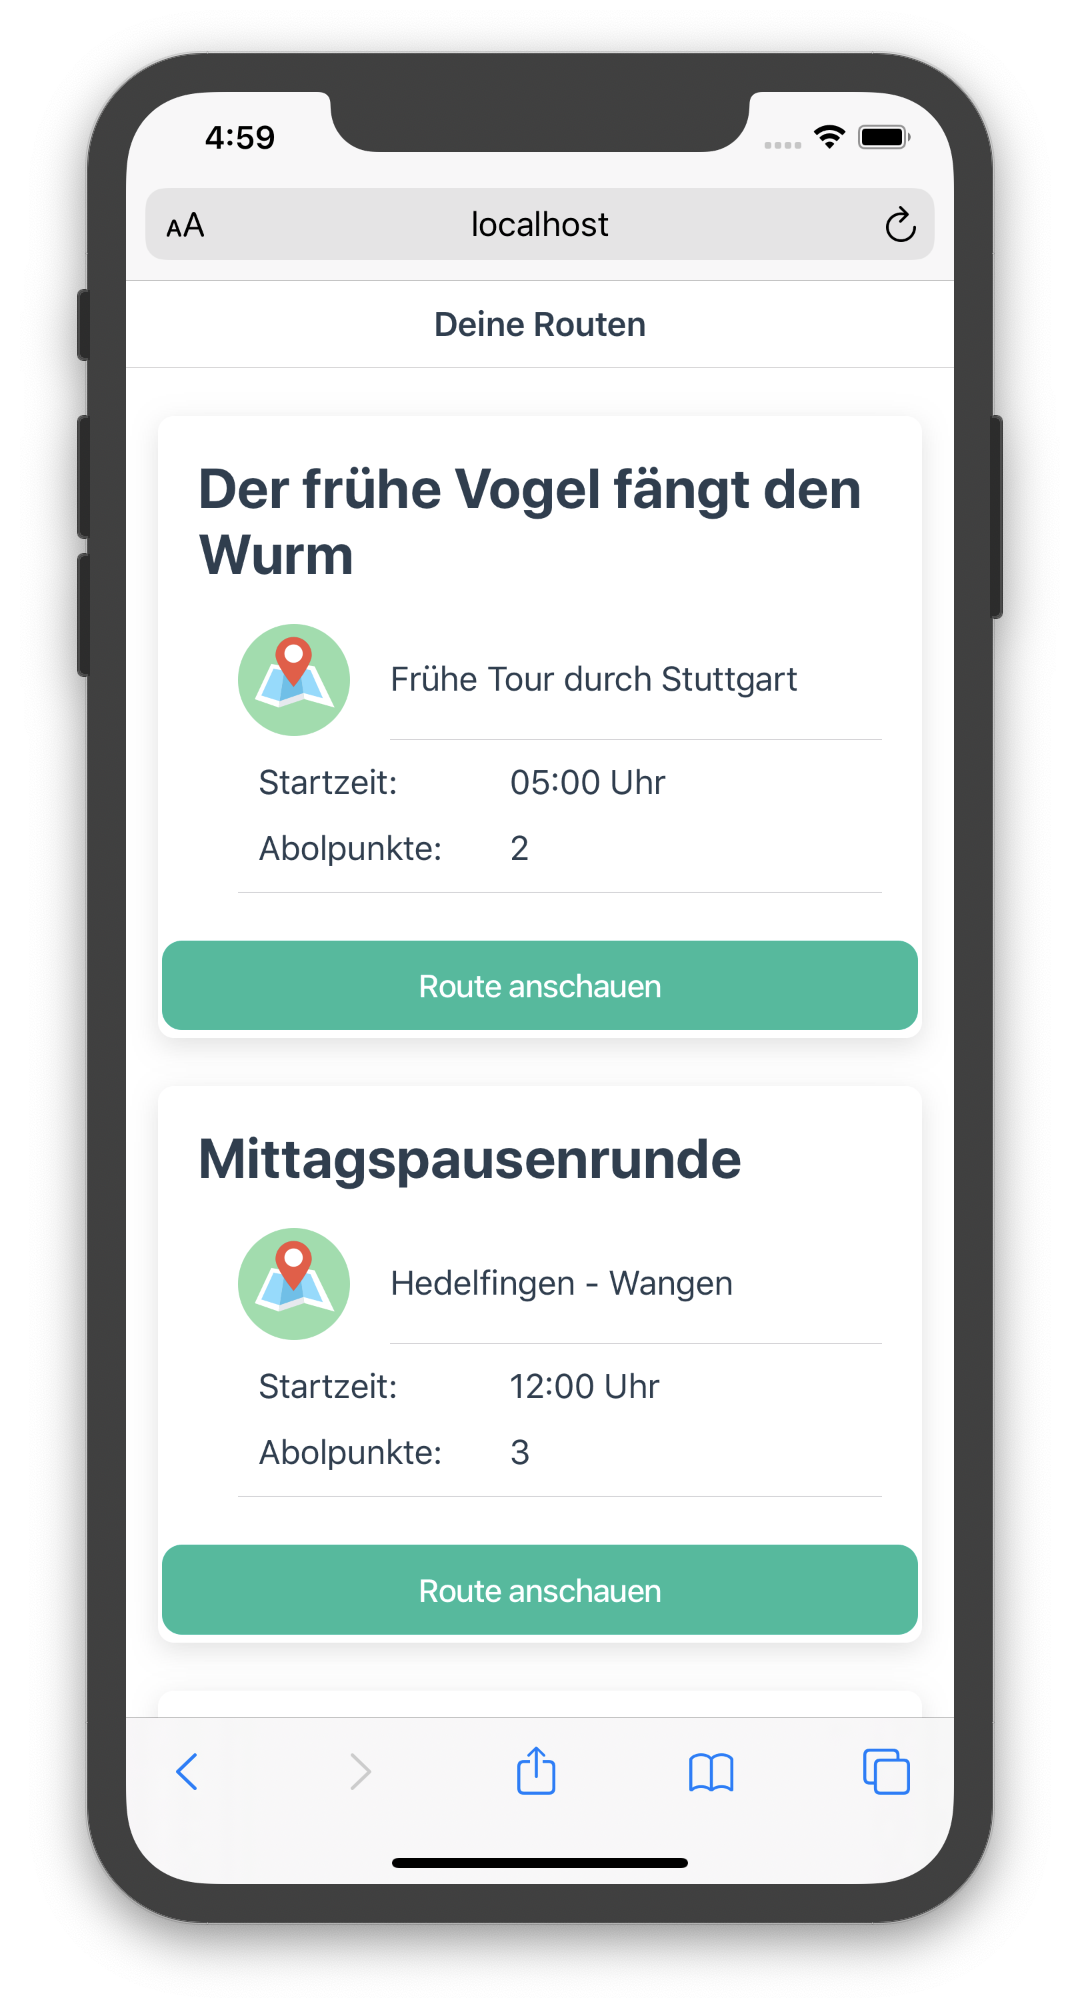 4:59
AA localhost
Deine Routen
Der frühe Vogel fängt den
Wurm
Frühe Tour durch Stuttgart
Startzeit: 05:00 Uhr
Abolpunkte: 2
Route anschauen
Mittagspausenrunde
Hedelfingen - Wangen
Startzeit: 12:00 Uhr
Abolpunkte: 3
Route anschauen